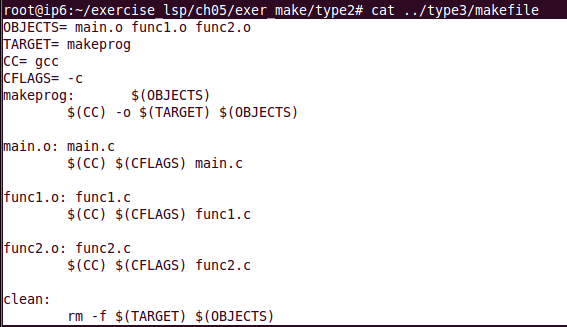 root@ip6:~/exercise_lsp/ch05/exer_make/type2# cat ../type3/makefile
OBJECTS= main.o func1.o func2.o
TARGET= makeprog
CC= gcc
CFLAGS= -c
makeprog:       $(OBJECTS)
        $(CC) -o $(TARGET) $(OBJECTS)

main.o: main.c
        $(CC) $(CFLAGS) main.c

func1.o: func1.c
        $(CC) $(CFLAGS) func1.c

func2.o: func2.c
        $(CC) $(CFLAGS) func2.c

clean:
        rm -f $(TARGET) $(OBJECTS)